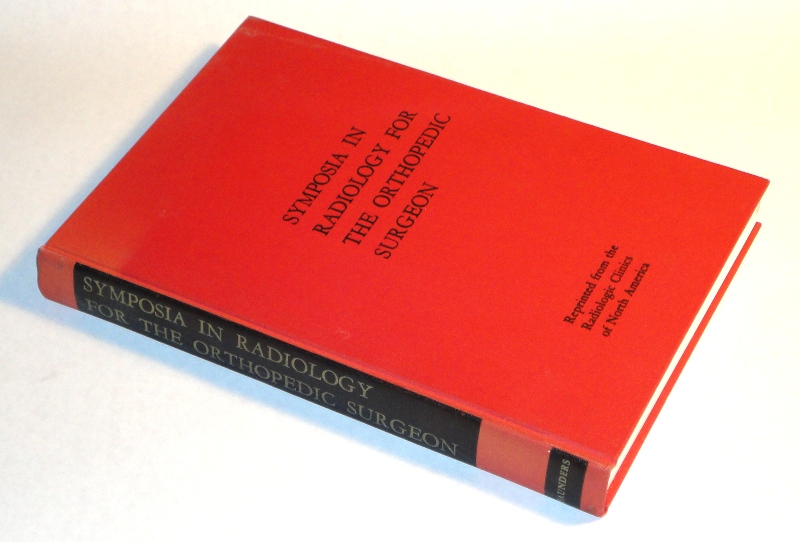 SYMPOSIA IN
RADIOLOGY FOR
THE ORTHOPEDIC
SURGEON
Reprinted from the
Radiologic Clinics
of North America
SYMPOSIA IN RADIOLOGY
FOR THE ORTHOPEDIC SURGEON
SAUNDERS